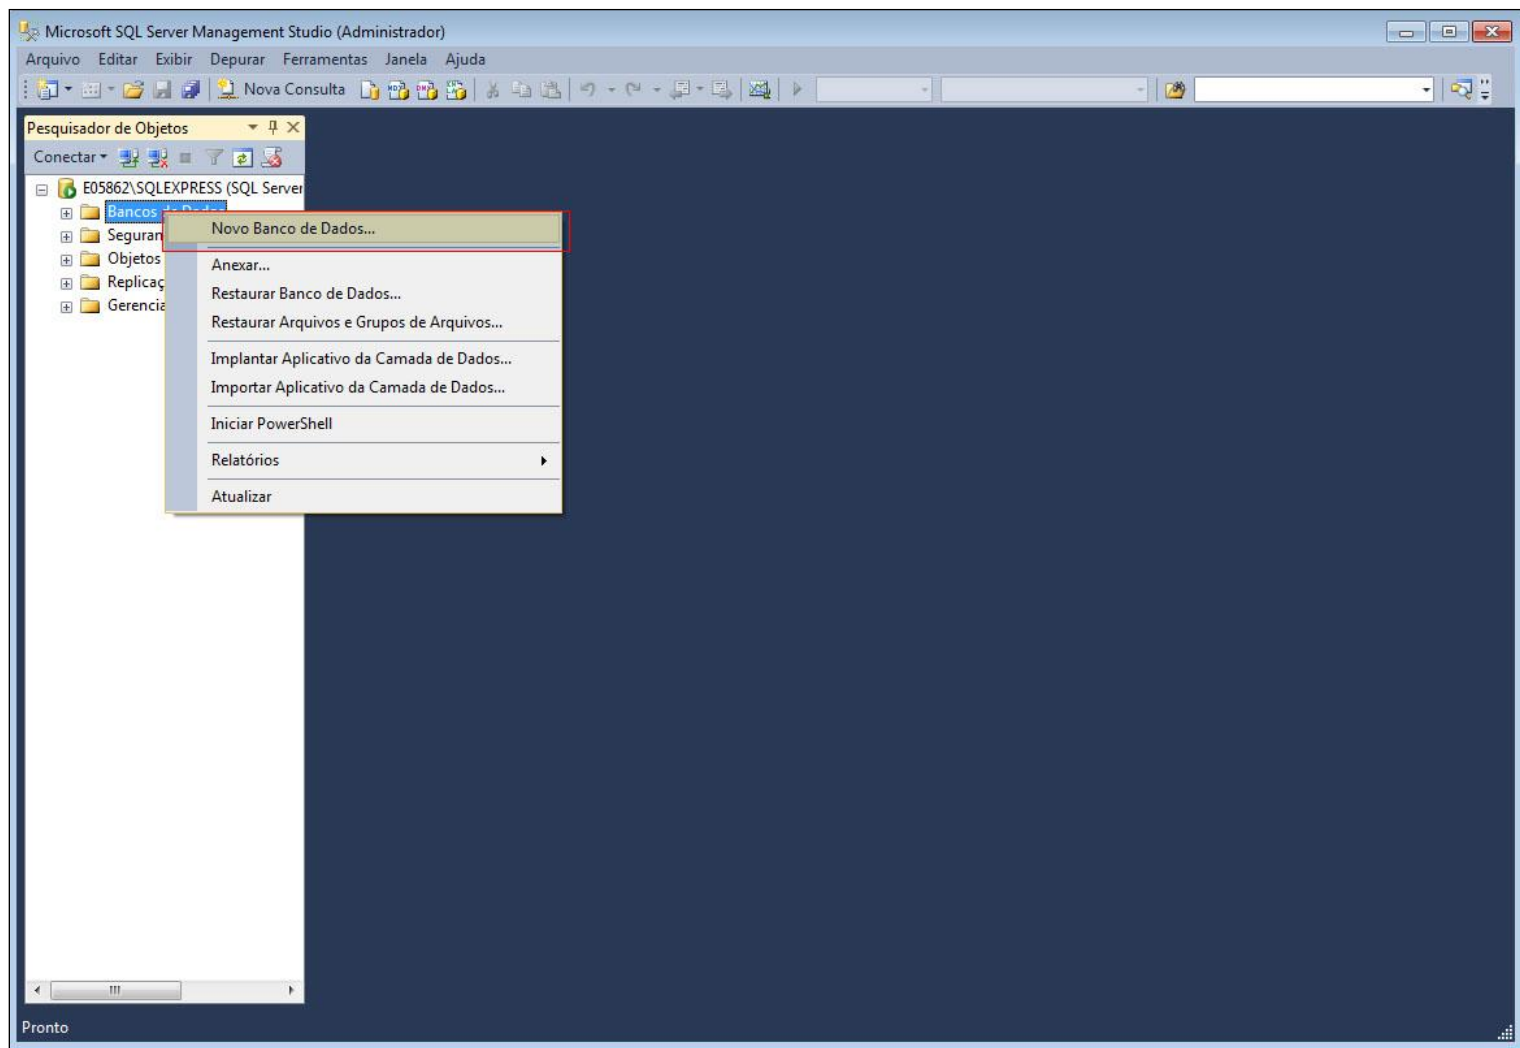 Microsoft SQL Server Management Studio (Administrador)
Arquivo Editar Exibir Depurar Ferramentas Janela Ajuda
Nova Consulta
Pesquisador de Objetos
Conectar
E05862\SQLEXPRESS (SQL Server
Bancos de Dados
Seguran
Objetos
Replicaç
Gerencia
Novo Banco de Dados...
Anexar...
Restaurar Banco de Dados...
Restaurar Arquivos e Grupos de Arquivos...
Implantar Aplicativo da Camada de Dados...
Importar Aplicativo da Camada de Dados...
Iniciar PowerShell
Relatórios
Atualizar
Pronto